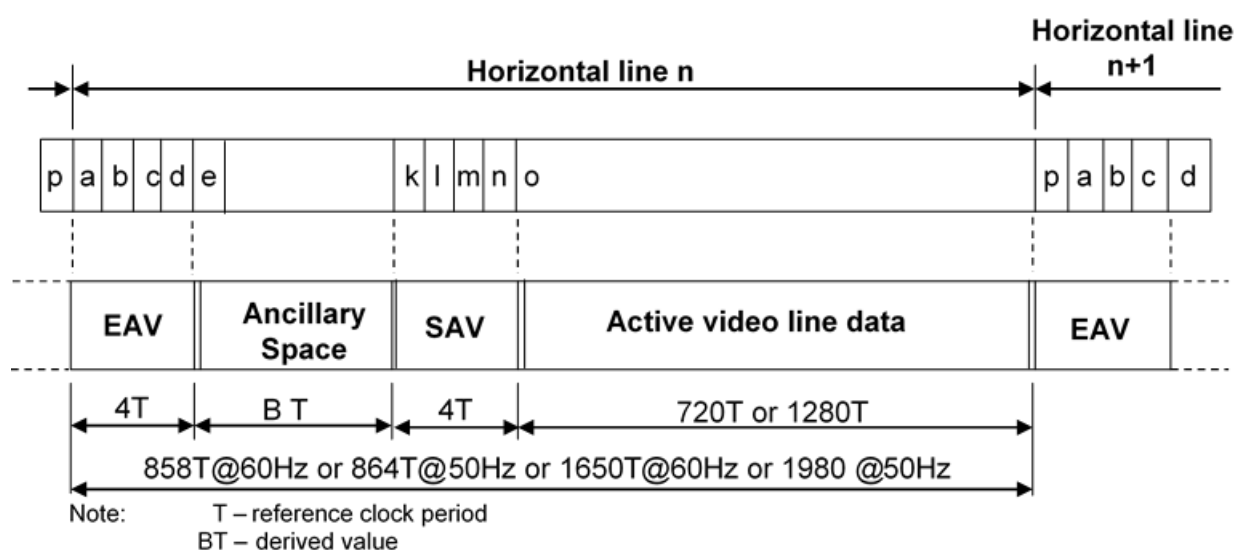 Horizontal line
n+1
Horizontal line n
p a b c d e k l m n o p a b c d
EAV
Ancillary
Space
SAV
Active video line data
EAV
4T
B T
4T
720T or 1280T
858T@60Hz or 864T@50Hz or 1650T@60Hz or 1980 @50Hz
Note: T – reference clock period
BT – derived value